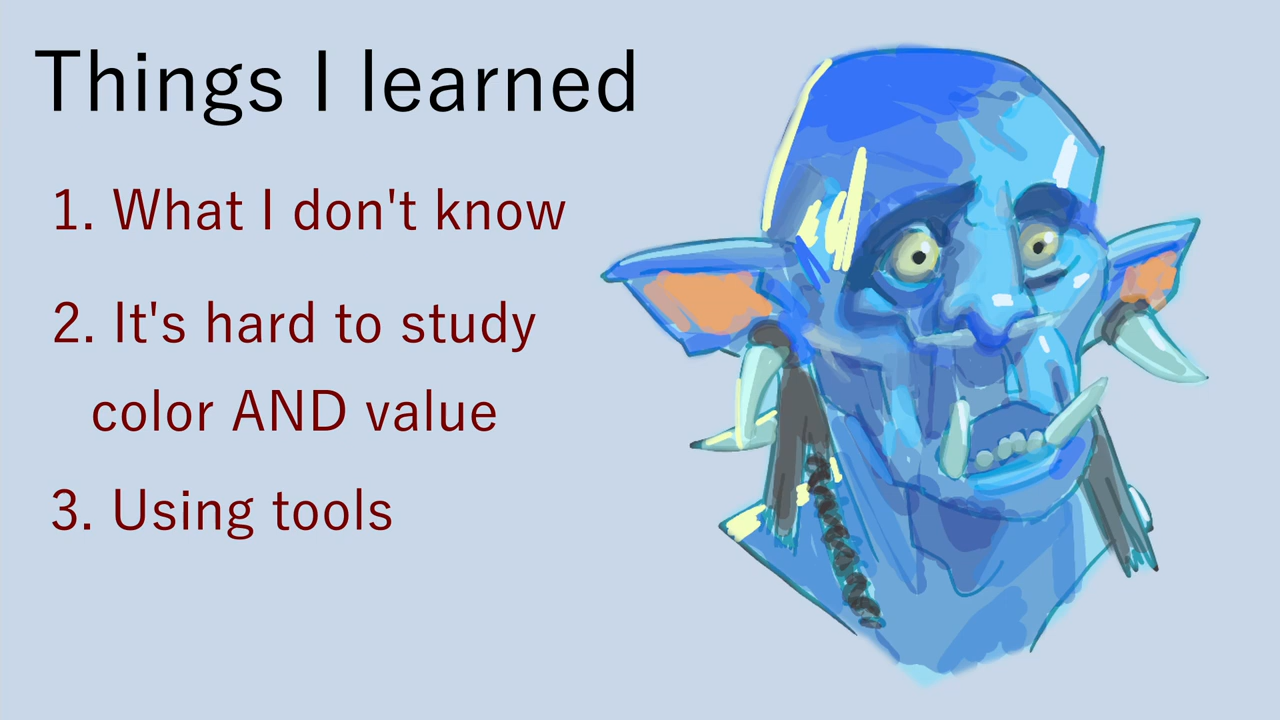 Things I learned
1. What I don't know
2. It's hard to study
color AND value
3. Using tools